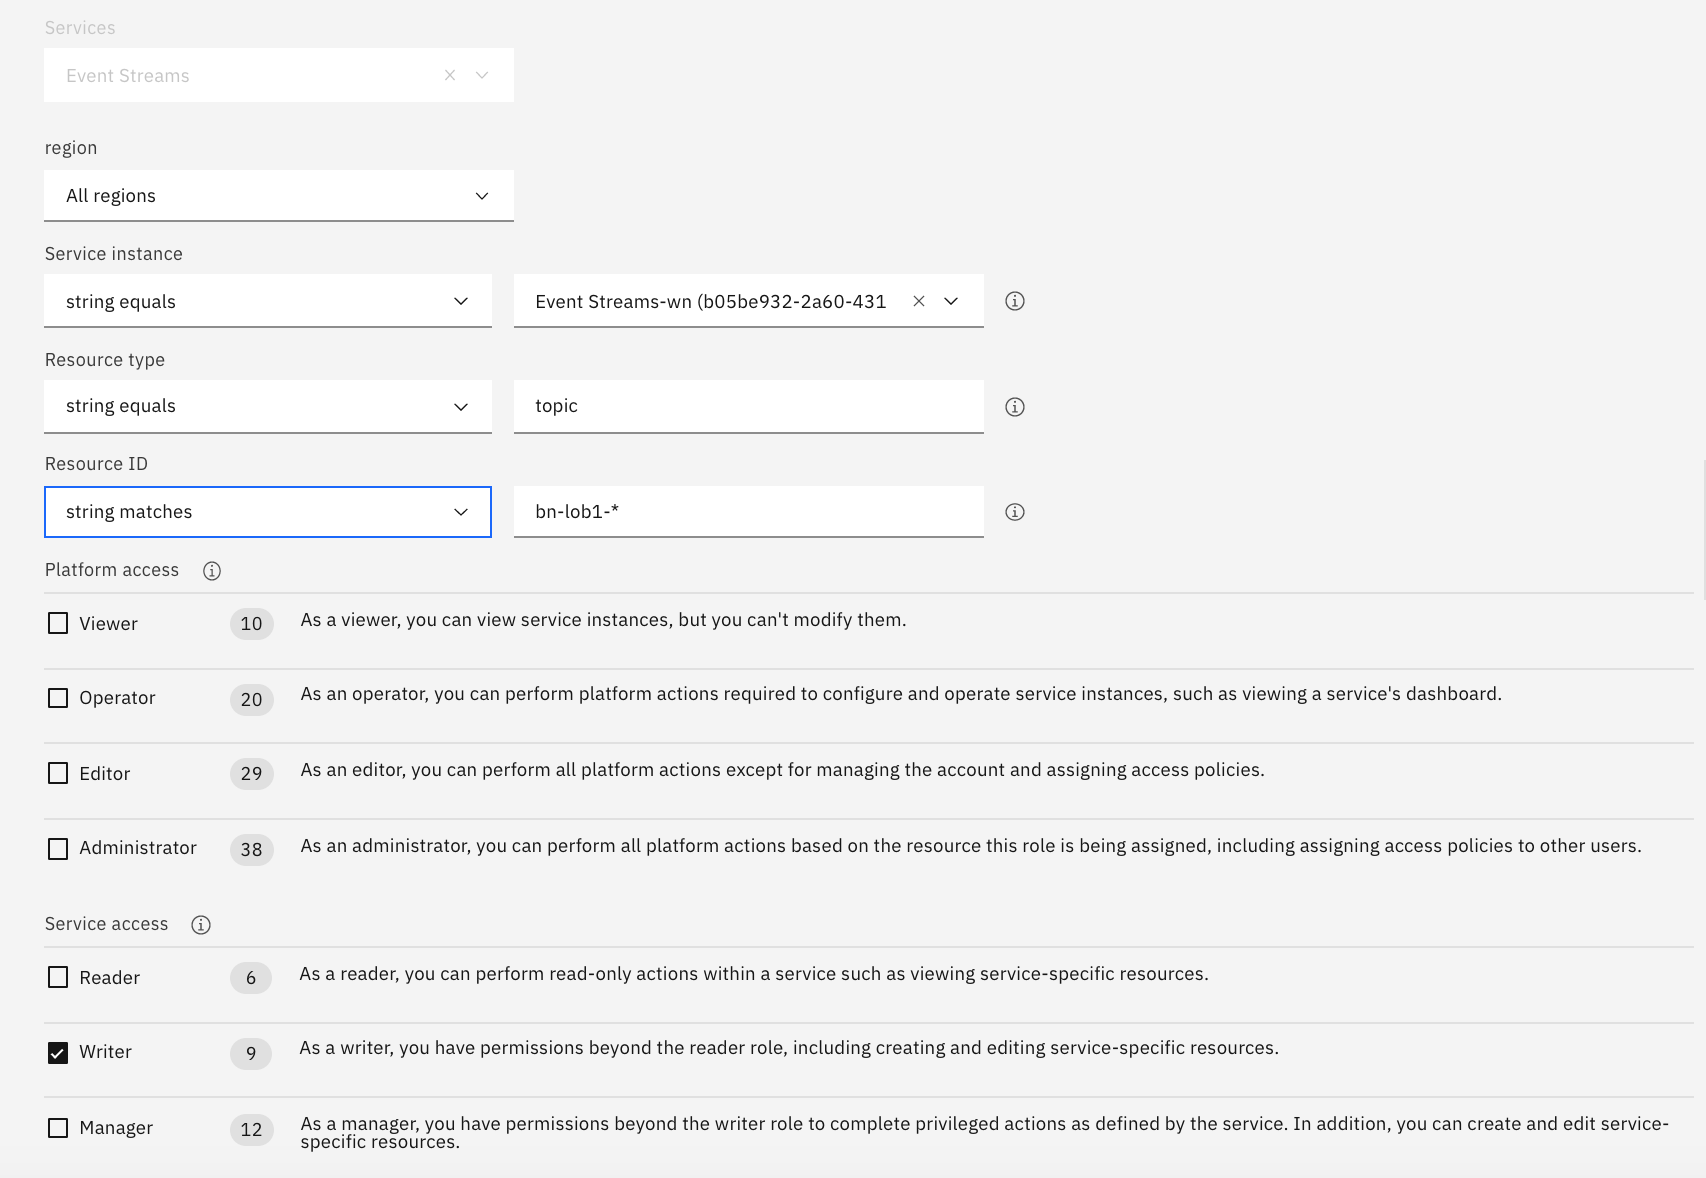 Services
Event Streams
region
All regions
Service instance
string equals
Event Streams-wn (b05be932-2a60-431
Resource type
string equals
topic
Resource ID
string matches
bn-lob1-*
Platform access
Viewer 10 As a viewer, you can view service instances, but you can't modify them.
Operator 20 As an operator, you can perform platform actions required to configure and operate service instances, such as viewing a service's dashboard.
Editor 29 As an editor, you can perform all platform actions except for managing the account and assigning access policies.
Administrator 38 As an administrator, you can perform all platform actions based on the resource this role is being assigned, including assigning access policies to other users.
Service access
Reader 6 As a reader, you can perform read-only actions within a service such as viewing service-specific resources.
Writer 9 As a writer, you have permissions beyond the reader role, including creating and editing service-specific resources.
Manager 12 As a manager, you have permissions beyond the writer role to complete privileged actions as defined by the service. In addition, you can create and edit service-
specific resources.